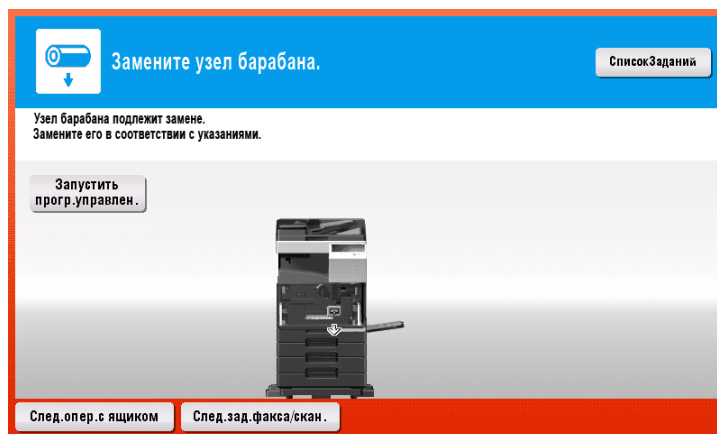 Замените узел барабана.
СписокЗаданий
Узел барабана подлежит замене.
Замените его в соответствии с указаниями.
Запустить
прогр.управлен.
След.опер.с ящиком
След.зад.факса/скан.